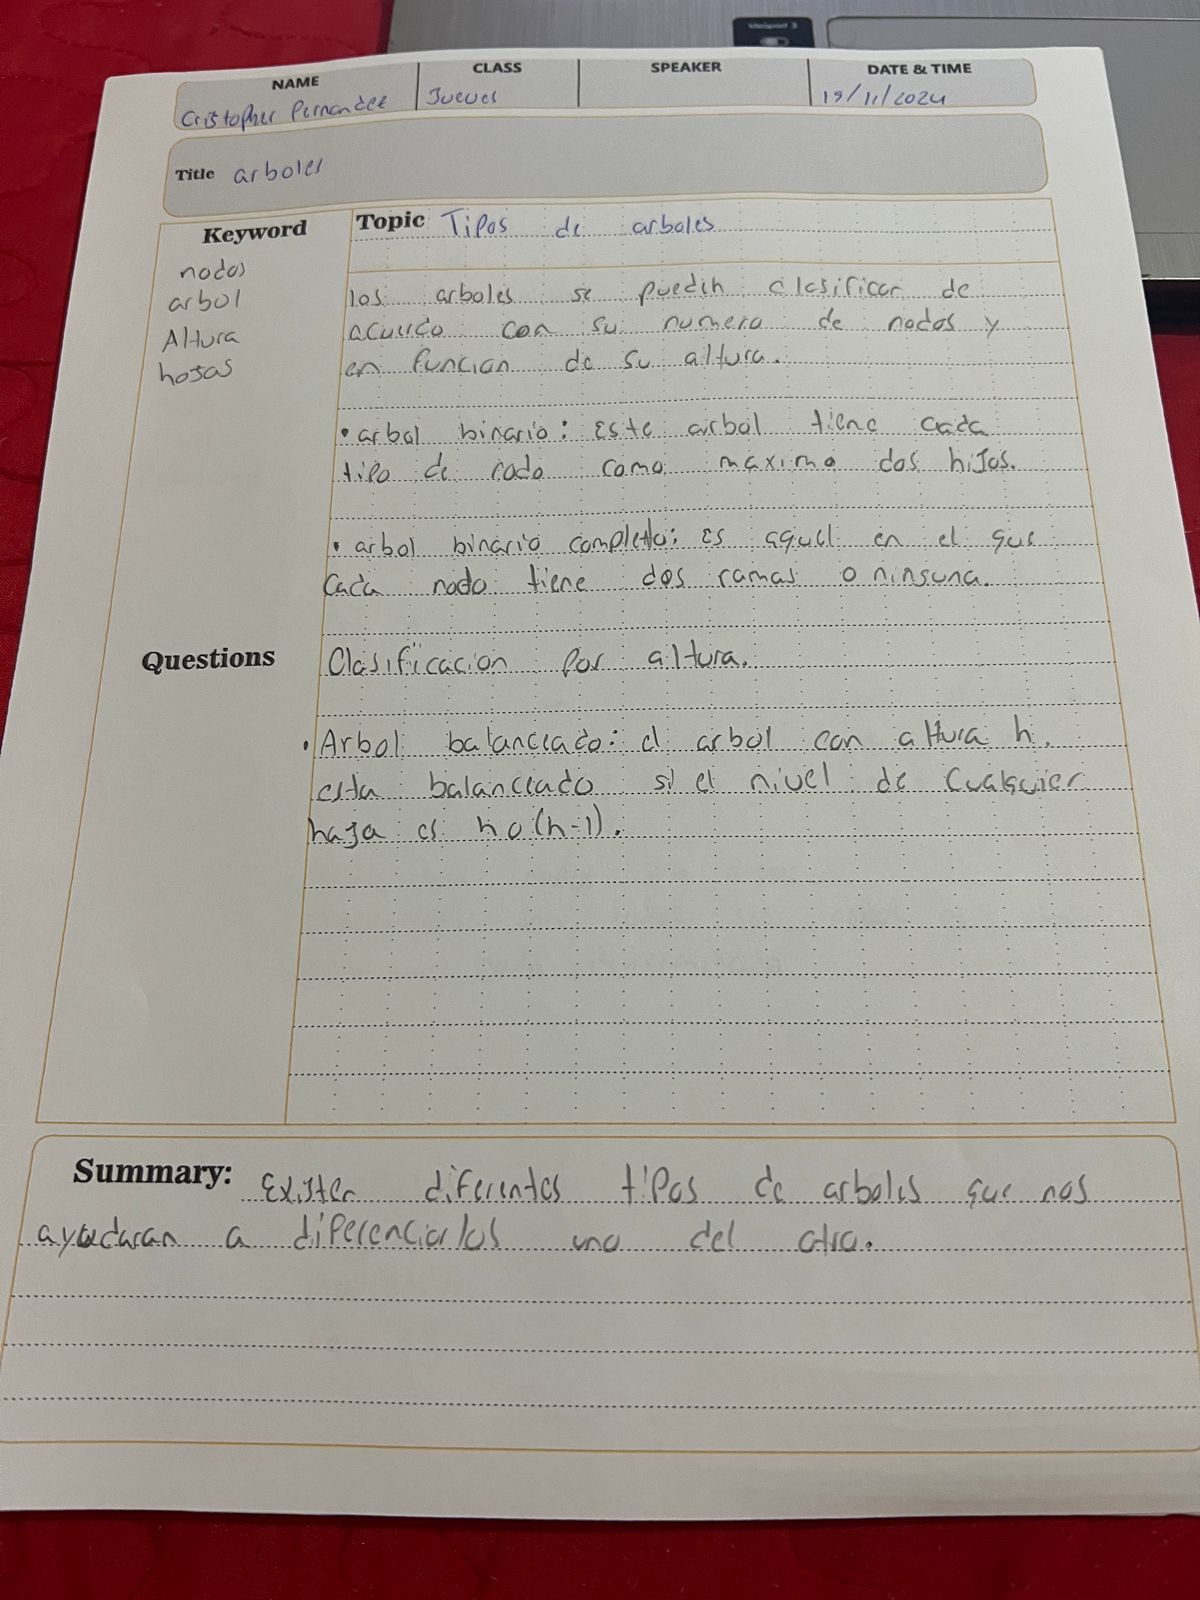 ideapad 3
NAME
CLASS
SPEAKER
DATE & TIME
Cristopher Fernandez
Jueves
19/11/2024
Title arboles
Keyword
nodos
arbol
Altura
hojas
Topic Tipos de arboles
los arboles se pueden clasificar de
acuerdo con su numero de nodos y
en funcion de su altura.
• arbol binario: Este arbol tiene cada
tipo de nodo como maximo dos hijos.
• arbol binario completo: es aquel en el que
cada nodo tiene dos ramas o ninguna.
Questions
Clasificacion por altura.
• Arbol balanceado: el arbol con altura h,
esta balanceado si el nivel de cualquier
hoja es h o (h-1).
Summary: Existen diferentes tipos de arboles que nos
ayudaran a diferenciarlos uno del otro.